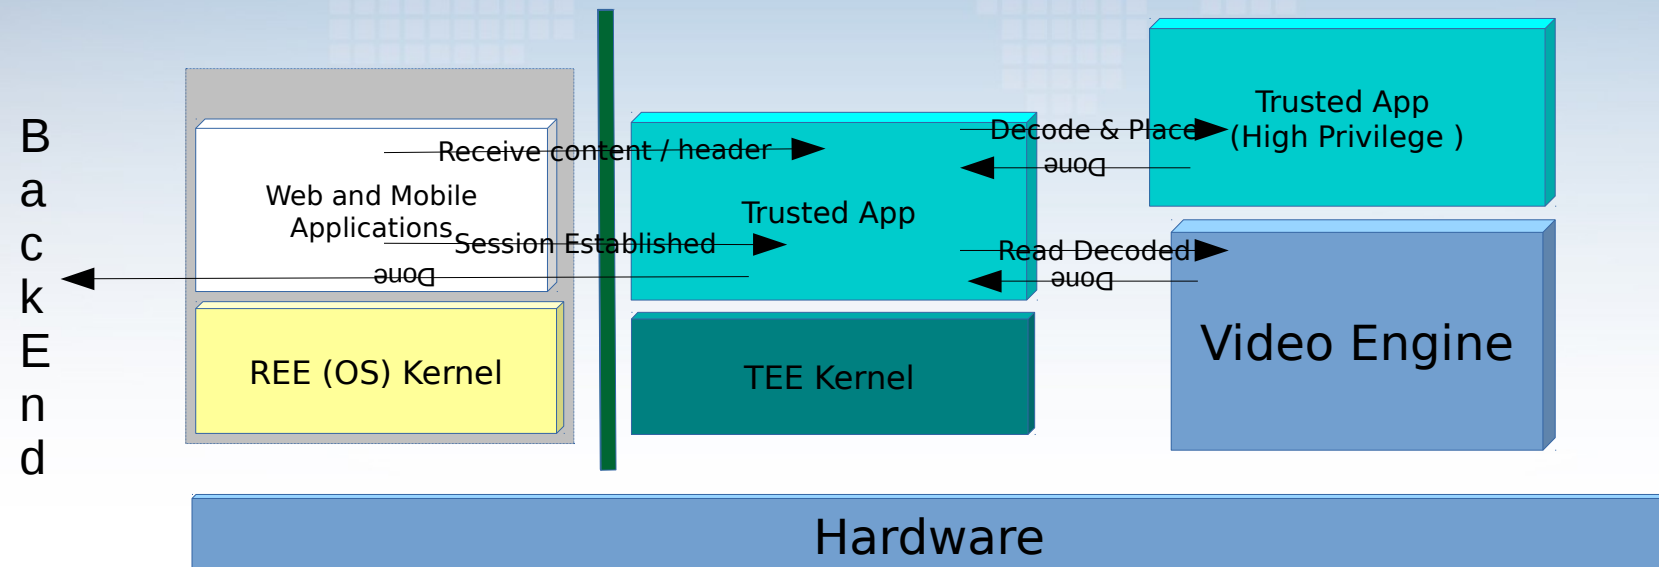 BackEnd
Receive content / header
Web and Mobile
Applications
Session Established
Done
REE (OS) Kernel
Trusted App
TEE Kernel
Decode & Place
Done
Trusted App
(High Privilege )
Read Decoded
Done
Video Engine
Hardware